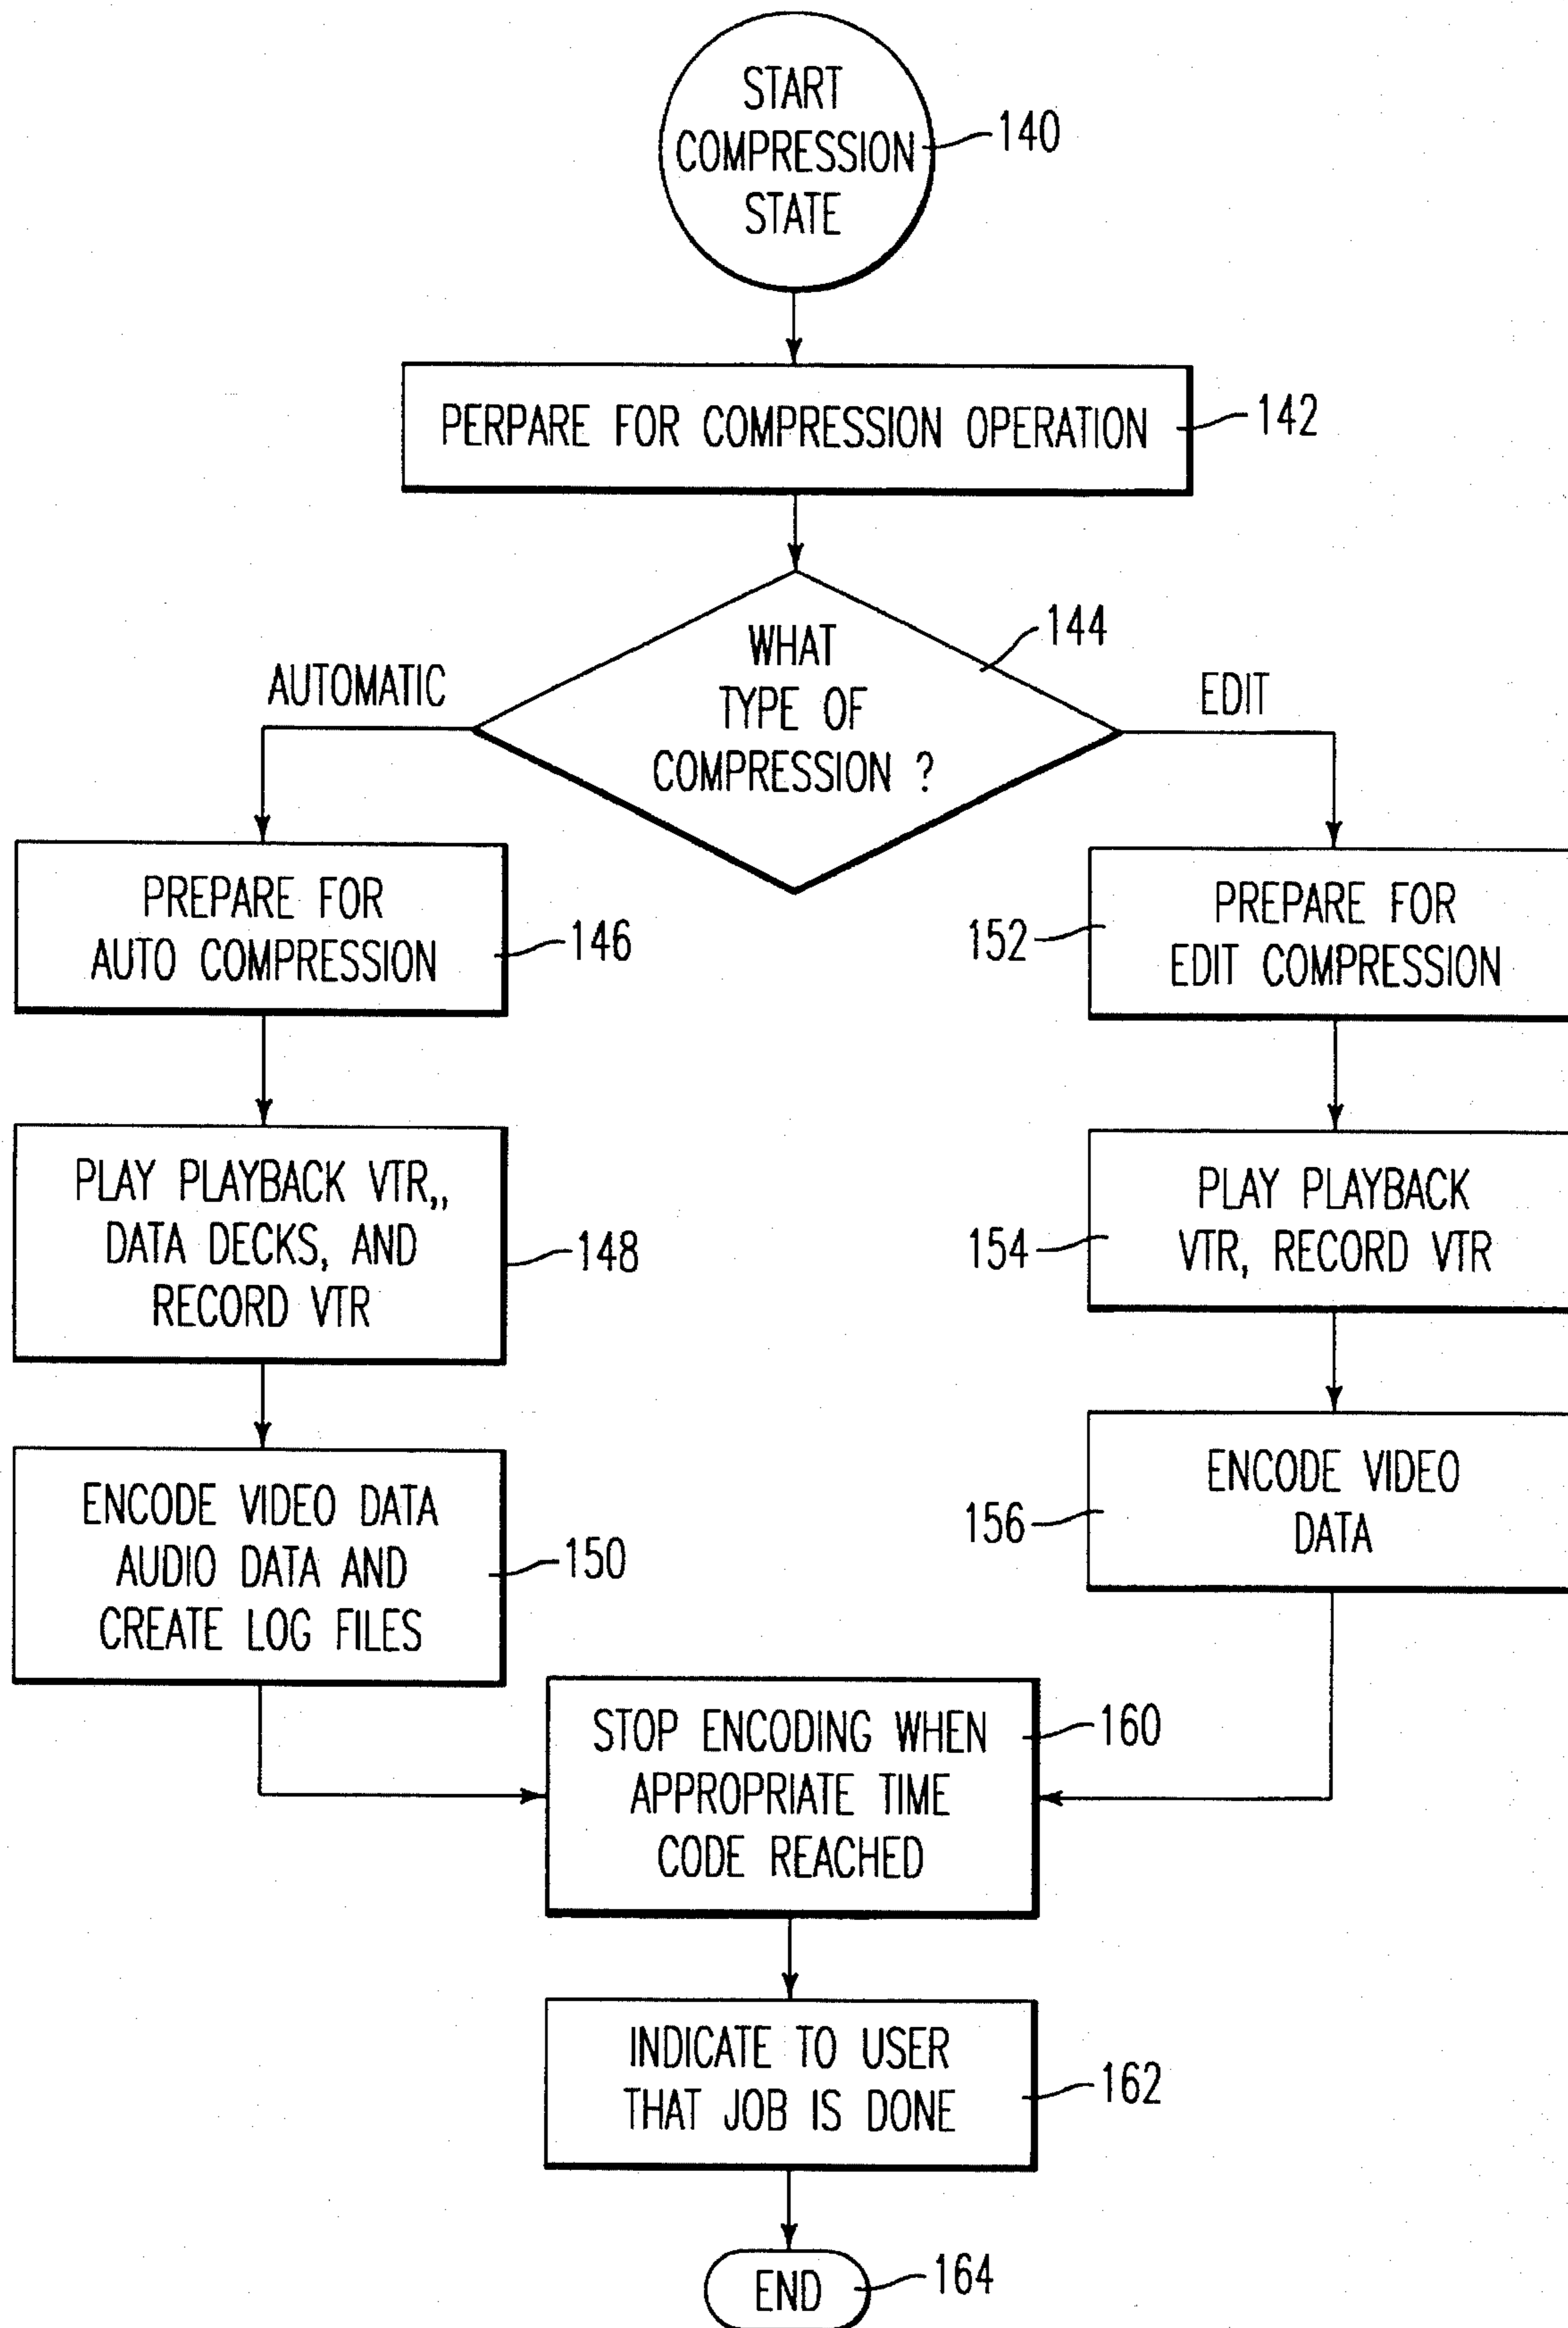 START
COMPRESSION
STATE
140
PERPARE FOR COMPRESSION OPERATION
142
WHAT
TYPE OF
COMPRESSION ?
144
AUTOMATIC
EDIT
PREPARE FOR
AUTO COMPRESSION
146
152
PREPARE FOR
EDIT COMPRESSION
PLAY PLAYBACK VTR,,
DATA DECKS, AND
RECORD VTR
148
154
PLAY PLAYBACK
VTR, RECORD VTR
ENCODE VIDEO DATA
AUDIO DATA AND
CREATE LOG FILES
150
156
ENCODE VIDEO
DATA
STOP ENCODING WHEN
APPROPRIATE TIME
CODE REACHED
160
INDICATE TO USER
THAT JOB IS DONE
162
END
164